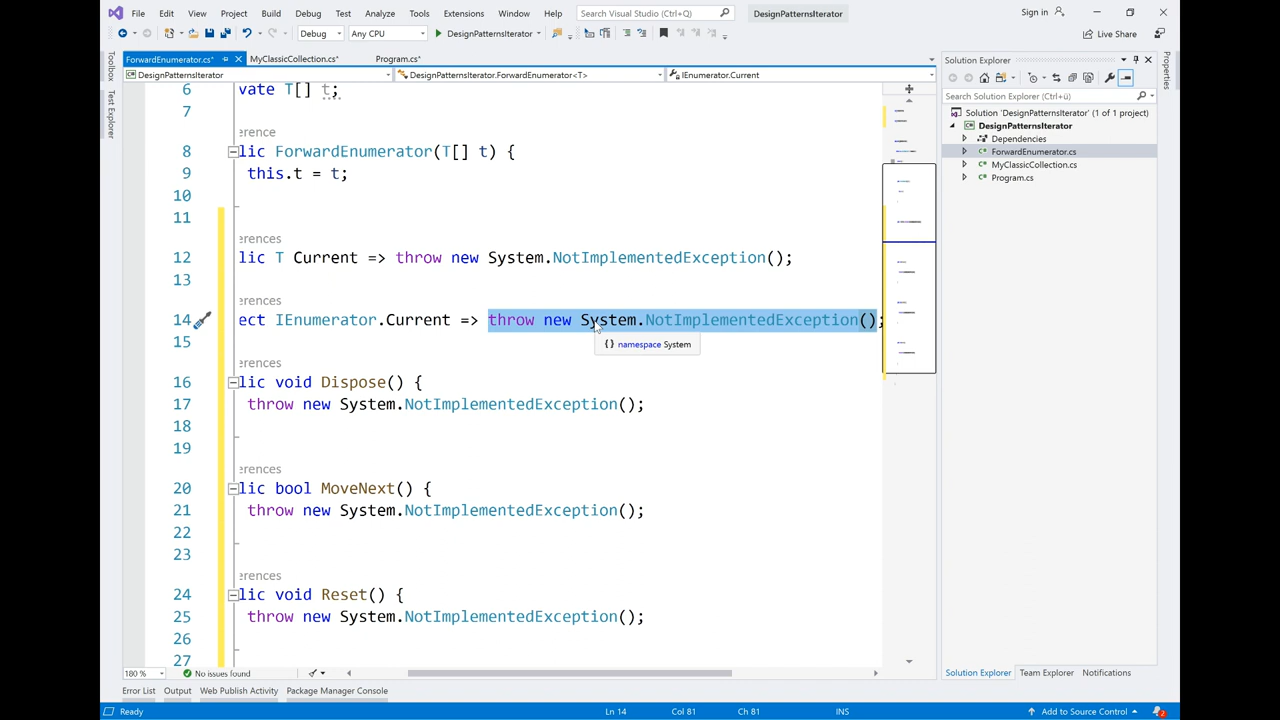 File Edit View Project Build Debug Test Analyze Tools Extensions Window Help Search Visual Studio (Ctrl+Q) DesignPatternsIterator Sign in
Debug Any CPU DesignPatternsIterator Live Share
ForwardEnumerator.cs* MyClassicCollection.cs* Program.cs*
DesignPatternsIterator DesignPatternsIterator.ForwardEnumerator<T> IEnumerator.Current
Toolbox
Test Explorer
6 vate T[] t;
7
erence
8 lic ForwardEnumerator(T[] t) {
9 this.t = t;
10
11
erences
12 lic T Current => throw new System.NotImplementedException();
13
erences
14 ect IEnumerator.Current => throw new System.NotImplementedException();
{ } namespace System
15
erences
16 lic void Dispose() {
17 throw new System.NotImplementedException();
18
19
erences
20 lic bool MoveNext() {
21 throw new System.NotImplementedException();
22
23
erences
24 lic void Reset() {
25 throw new System.NotImplementedException();
26
27
180 % No issues found
Error List Output Web Publish Activity Package Manager Console
Ready Ln 14 Col 81 Ch 81 INS Add to Source Control 2
Solution Explorer
Search Solution Explorer (Ctrl+ü)
Solution 'DesignPatternsIterator' (1 of 1 project)
DesignPatternsIterator
Dependencies
C# ForwardEnumerator.cs
C# MyClassicCollection.cs
C# Program.cs
Solution Explorer Team Explorer Notifications
Properties